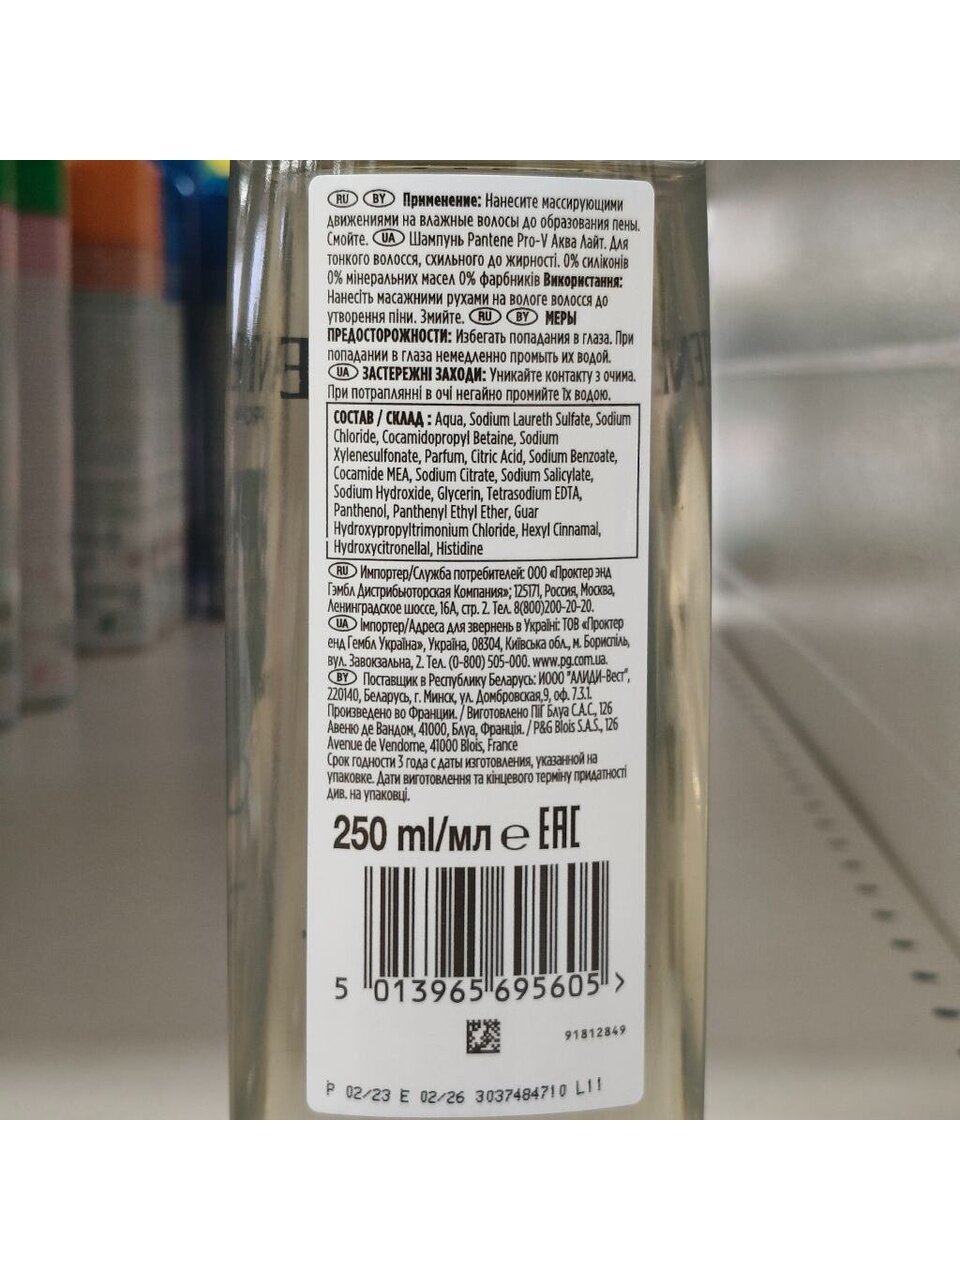 RU BY Применение: Нанесите массирующими
движениями на влажные волосы до образования пены.
Смойте. UA Шампунь Pantene Pro-V Аква Лайт. Для
тонкого волосся, схильного до жирності. 0% силіконів
0% мінеральних масел 0% фарбників Використання:
Нанесіть масажними рухами на вологе волосся до
утворення піни. Змийте. RU BY МЕРЫ
ПРЕДОСТОРОЖНОСТИ: Избегать попадания в глаза. При
попадании в глаза немедленно промыть их водой.
UA ЗАСТЕРЕЖНІ ЗАХОДИ: Уникайте контакту з очима.
При потраплянні в очі негайно промийте їх водою.
СОСТАВ / СКЛАД : Aqua, Sodium Laureth Sulfate, Sodium
Chloride, Cocamidopropyl Betaine, Sodium
Xylenesulfonate, Parfum, Citric Acid, Sodium Benzoate,
Cocamide MEA, Sodium Citrate, Sodium Salicylate,
Sodium Hydroxide, Glycerin, Tetrasodium EDTA,
Panthenol, Panthenyl Ethyl Ether, Guar
Hydroxypropyltrimonium Chloride, Hexyl Cinnamal,
Hydroxycitronellal, Histidine
RU Импортер/Служба потребителей: ООО «Проктер энд
Гэмбл Дистрибьюторская Компания»; 125171, Россия, Москва,
Ленинградское шоссе, 16А, стр. 2. Тел. 8(800)200-20-20.
UA Імпортер/Адреса для звернень в Україні: ТОВ «Проктер
енд Гембл Україна», Україна, 08304, Київська обл., м. Бориспіль,
вул. Завокзальна, 2. Тел. (0-800) 505-000. www.pg.com.ua.
BY Поставщик в Республику Беларусь: ИООО "АЛИДИ-Вест",
220140, Беларусь, г. Минск, ул. Домбровская,9, оф. 7.3.1.
Произведено во Франции. / Виготовлено ПіГ Блуа С.А.С., 126
Авеню де Вандом, 41000, Блуа, Франція. / P&G Blois S.A.S., 126
Avenue de Vendome, 41000 Blois, France
Срок годности 3 года с даты изготовления, указанной на
упаковке. Дати виготовлення та кінцевого терміну придатності
див. на упаковці.
250 ml/мл e EAC
5 013965 695605 >
91812849
P 02/23 E 02/26 3037484710 L11